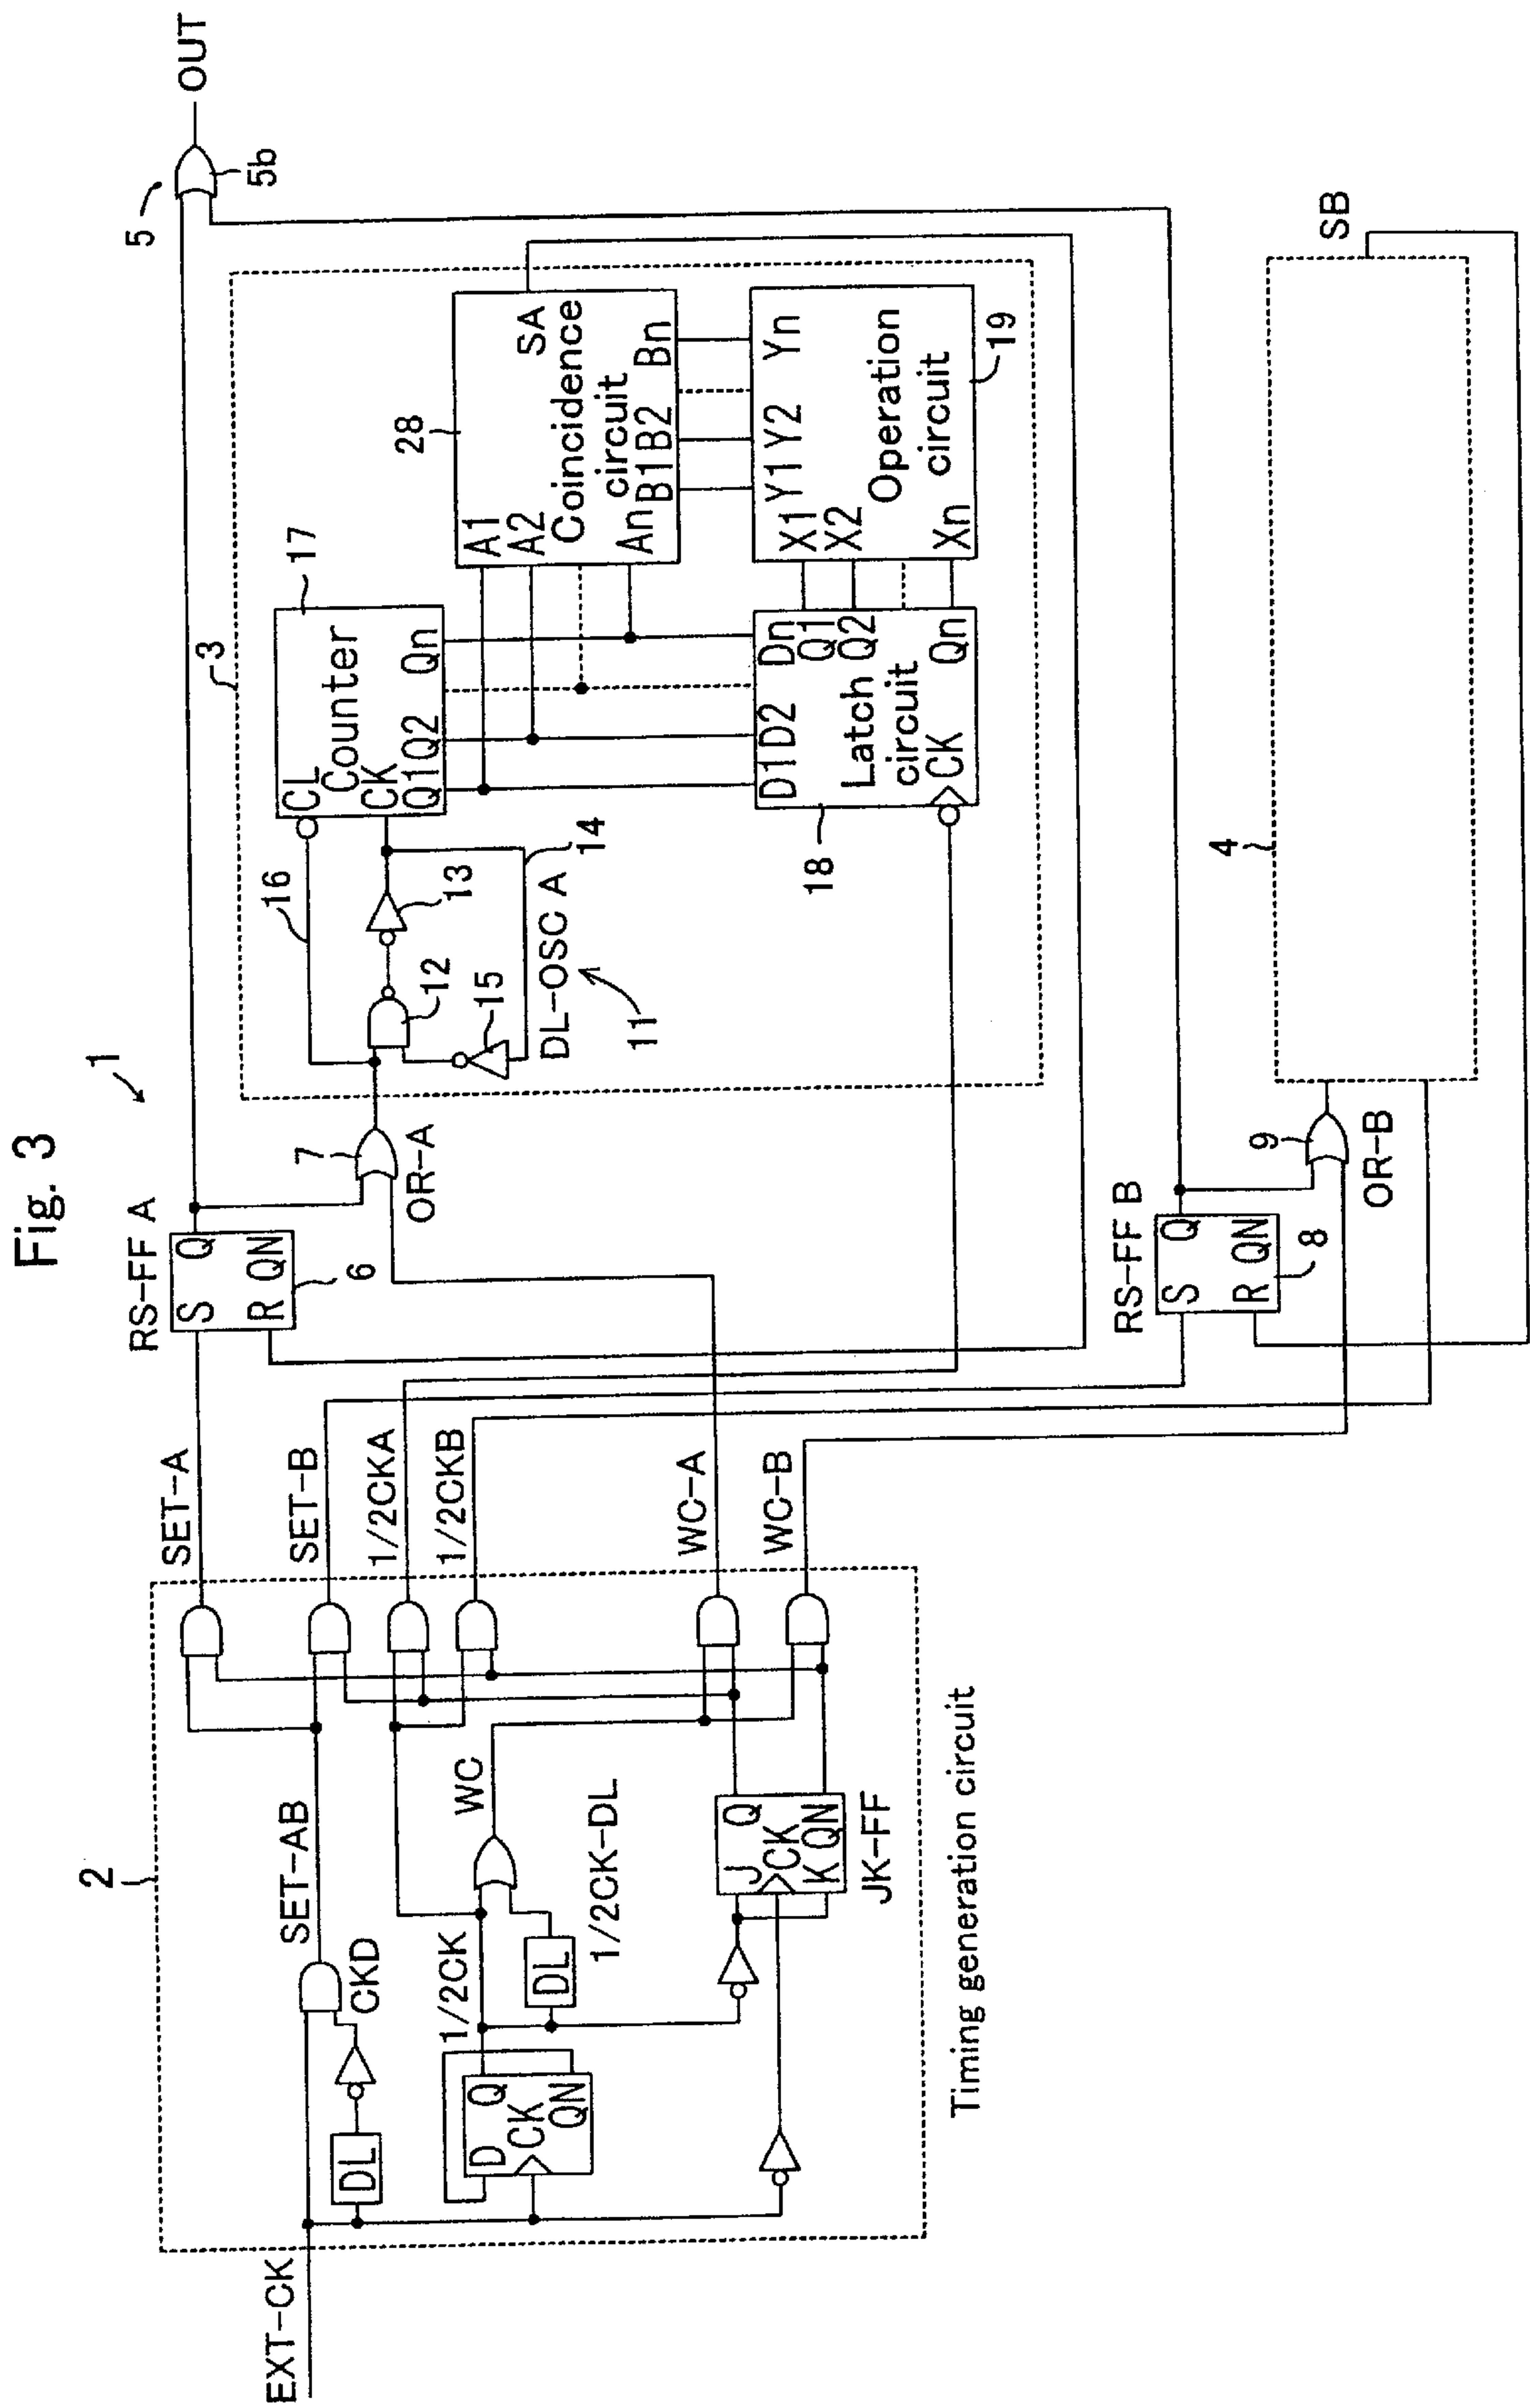 Fig. 3
1
EXT-CK
2
DL
CKD
SET-AB
D Q
CK
QN
1/2CK
DL
1/2CK-DL
WC
J Q
CK
K QN
JK-FF
Timing generation circuit
SET-A
SET-B
1/2CKA
1/2CKB
WC-A
WC-B
RS-FF A
S Q
R QN
6
7
OR-A
3
16
12
13
15
14
DL-OSC A
11
17
CL
Counter
CK
Q1 Q2 Qn
28
SA
A1
A2
An
Coincidence
circuit
B1 B2 Bn
18
D1 D2 Dn
Latch
circuit
CK
Q1
Q2
Qn
X1
X2
Xn
Y1 Y2 Yn
Operation
circuit
19
5
5b
OUT
RS-FF B
S Q
R QN
8
9
OR-B
4
SB